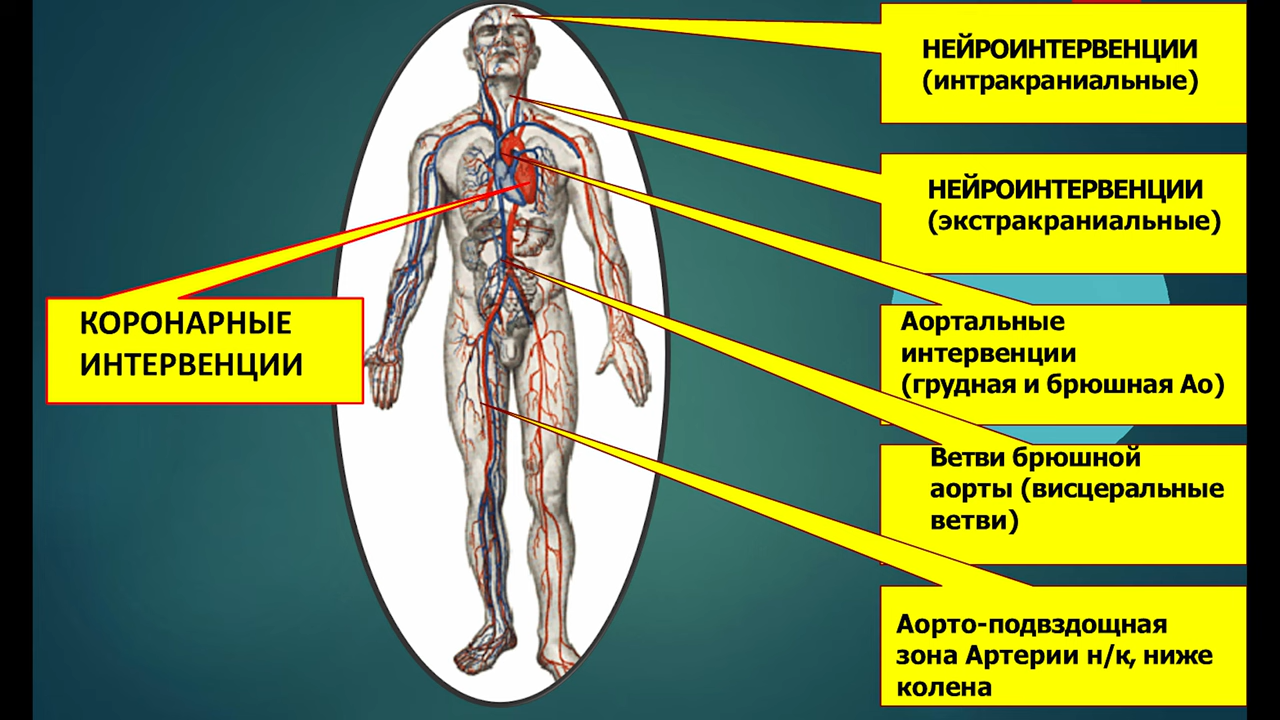 НЕЙРОИНТЕРВЕНЦИИ
(интракраниальные)
НЕЙРОИНТЕРВЕНЦИИ
(экстракраниальные)
КОРОНАРНЫЕ
ИНТЕРВЕНЦИИ
Аортальные
интервенции
(грудная и брюшная Ао)
Ветви брюшной
аорты (висцеральные
ветви)
Аорто-подвздощная
зона Артерии н/к, ниже
колена